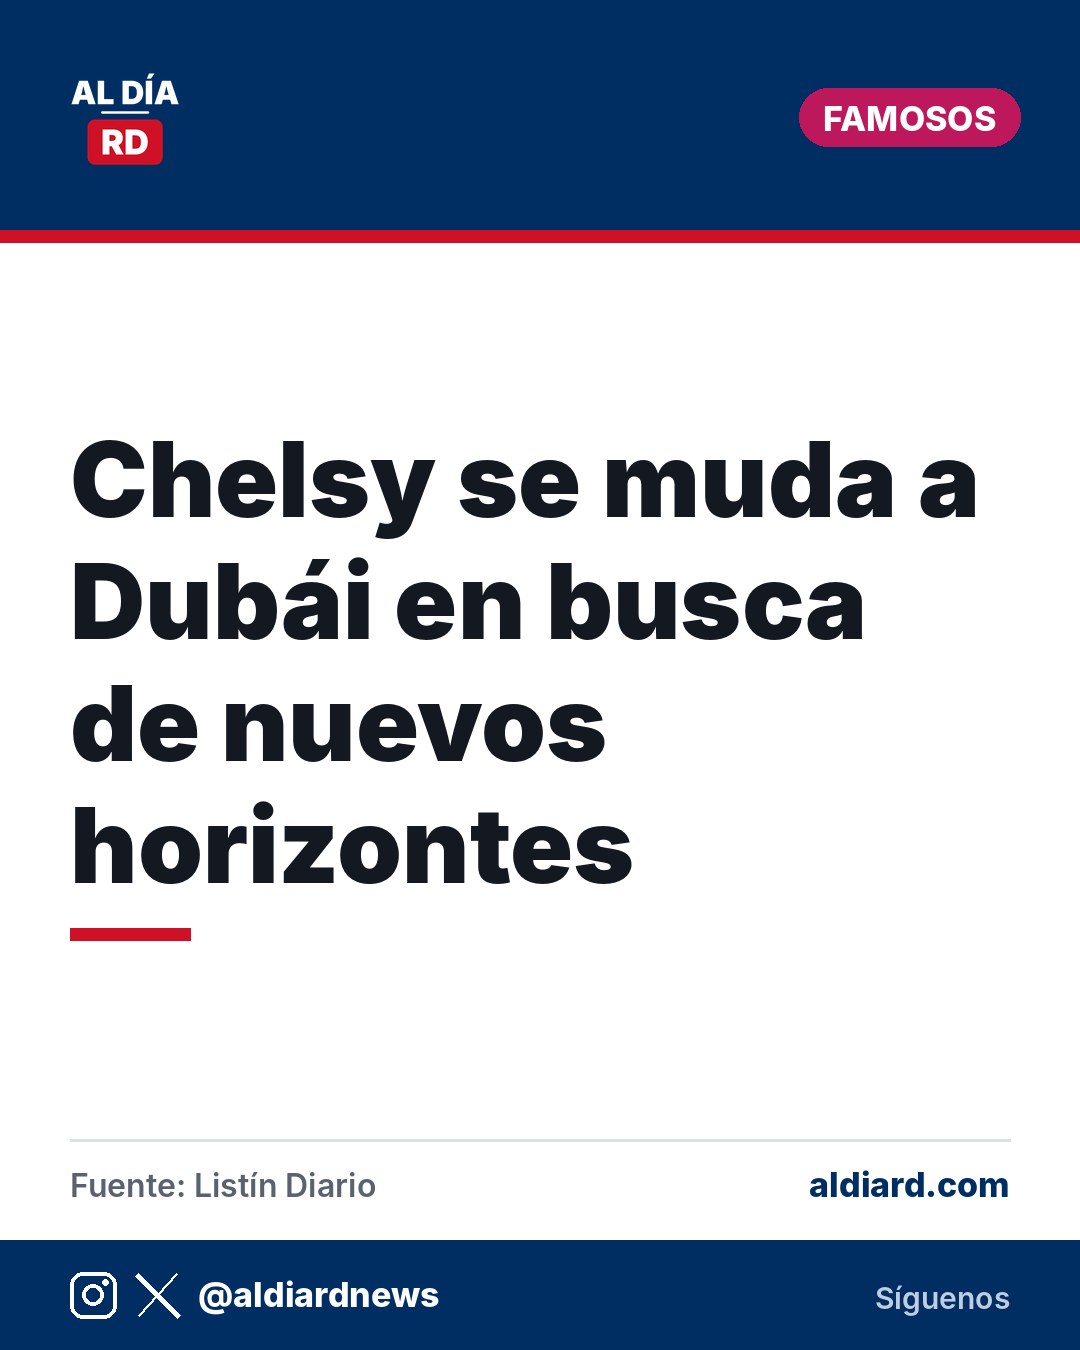 AL DÍA
RD
FAMOSOS
Chelsy se muda a
Dubái en busca
de nuevos
horizontes
Fuente: Listín Diario
aldiard.com
@aldiardnews
Síguenos